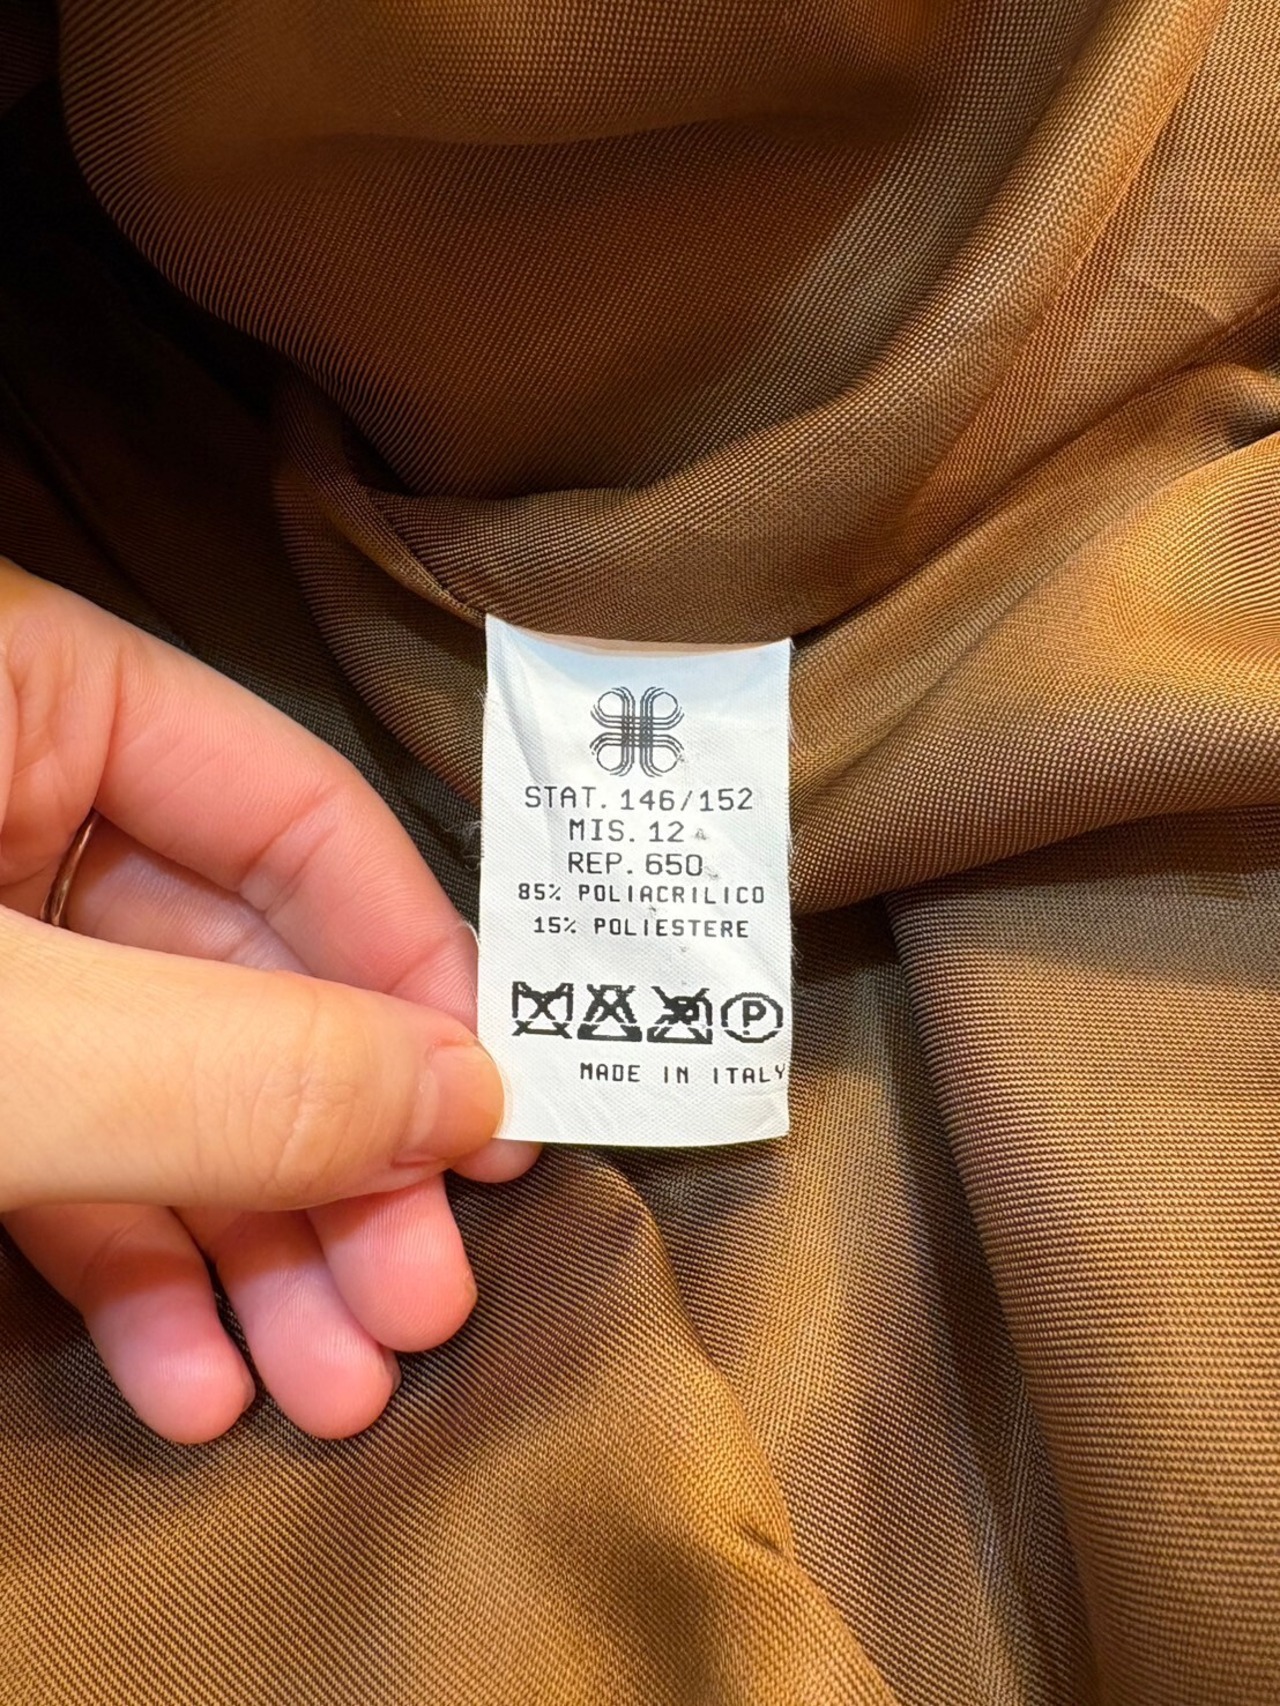 STAT. 146/152
MIS. 12
REP. 650
85% POLIACRILICO
15% POLIESTERE
P
MADE IN ITALY